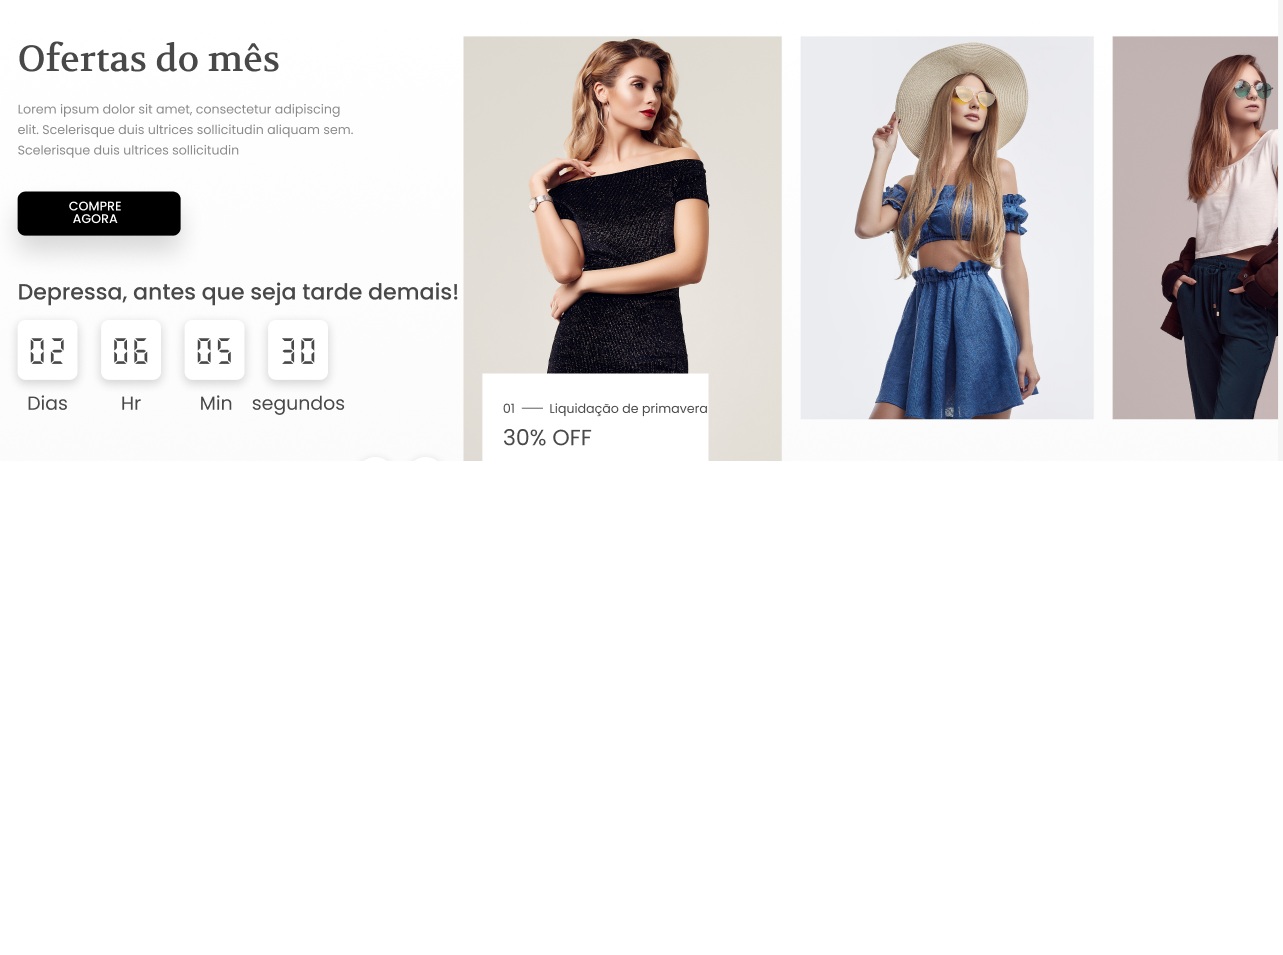 Ofertas do mês
Lorem ipsum dolor sit amet, consectetur adipiscing
elit. Scelerisque duis ultrices sollicitudin aliquam sem.
Scelerisque duis ultrices sollicitudin
COMPRE
AGORA
Depressa, antes que seja tarde demais!
02 06 05 30
Dias Hr Min segundos
01 — Liquidação de primavera
30% OFF